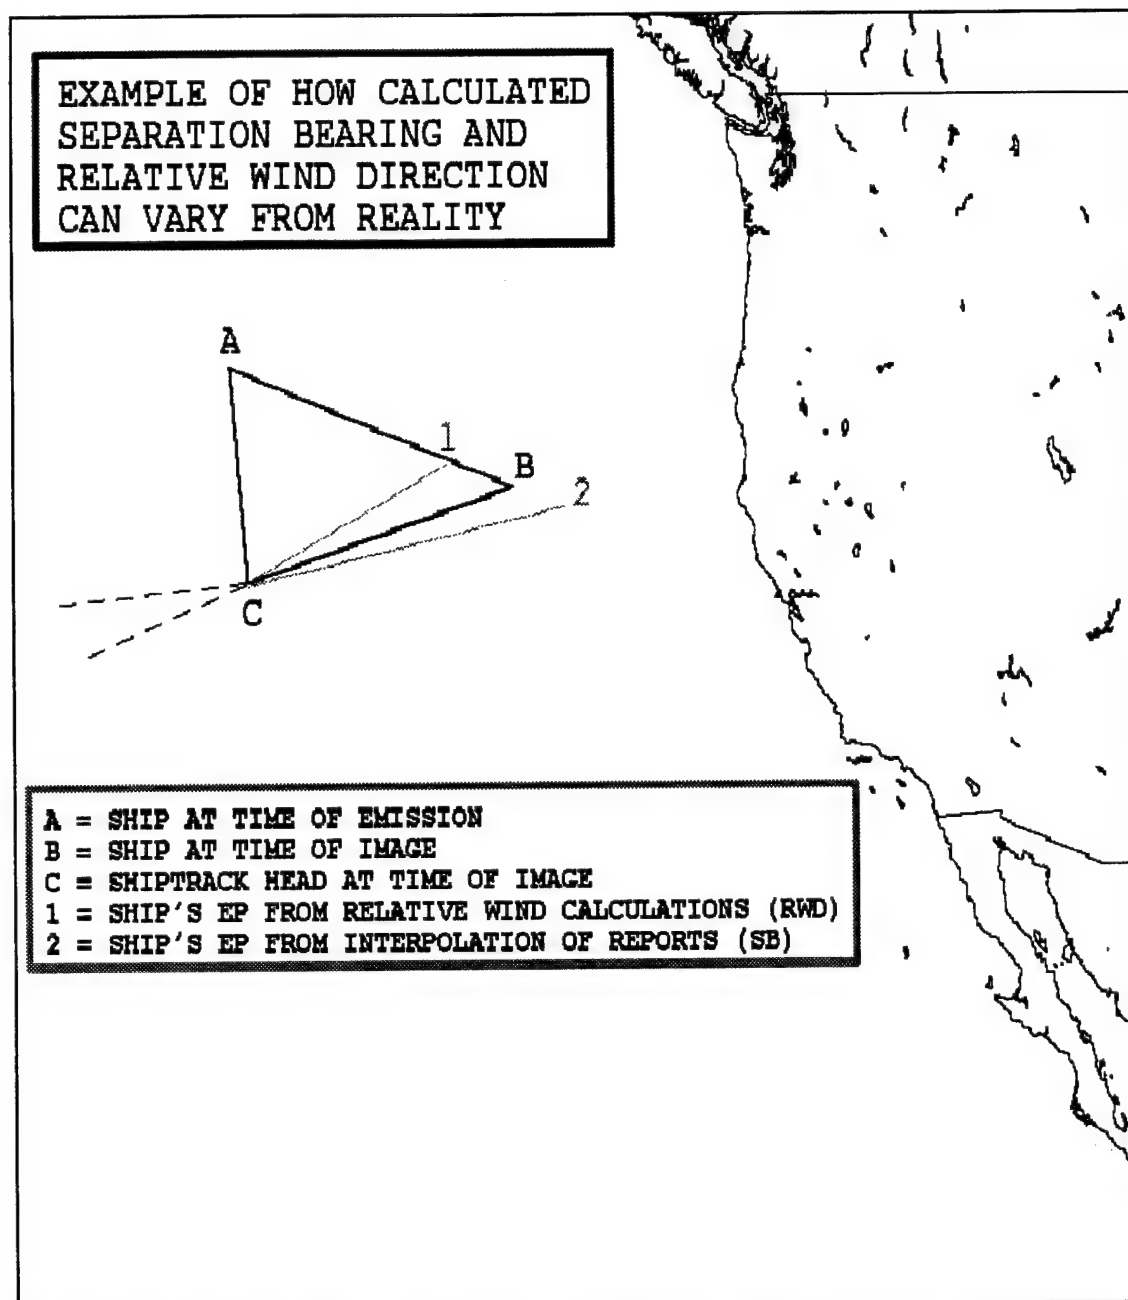 EXAMPLE OF HOW CALCULATED
SEPARATION BEARING AND
RELATIVE WIND DIRECTION
CAN VARY FROM REALITY
A
1
B
2
C
A = SHIP AT TIME OF EMISSION
B = SHIP AT TIME OF IMAGE
C = SHIPTRACK HEAD AT TIME OF IMAGE
1 = SHIP'S EP FROM RELATIVE WIND CALCULATIONS (RWD)
2 = SHIP'S EP FROM INTERPOLATION OF REPORTS (SB)